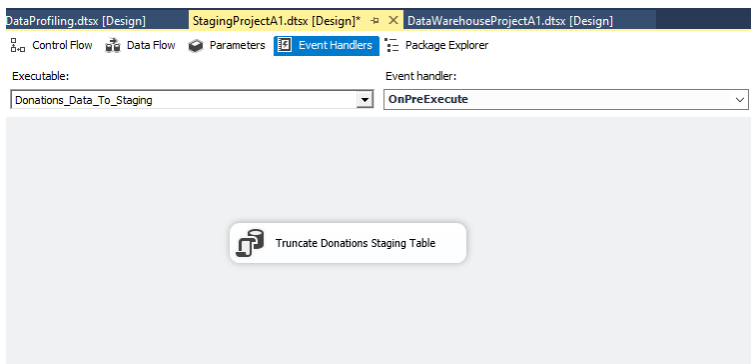 DataProfiling.dtsx [Design] StagingProjectA1.dtsx [Design]* DataWarehouseProjectA1.dtsx [Design]
Control Flow Data Flow Parameters Event Handlers Package Explorer
Executable: Event handler:
Donations_Data_To_Staging OnPreExecute
Truncate Donations Staging Table